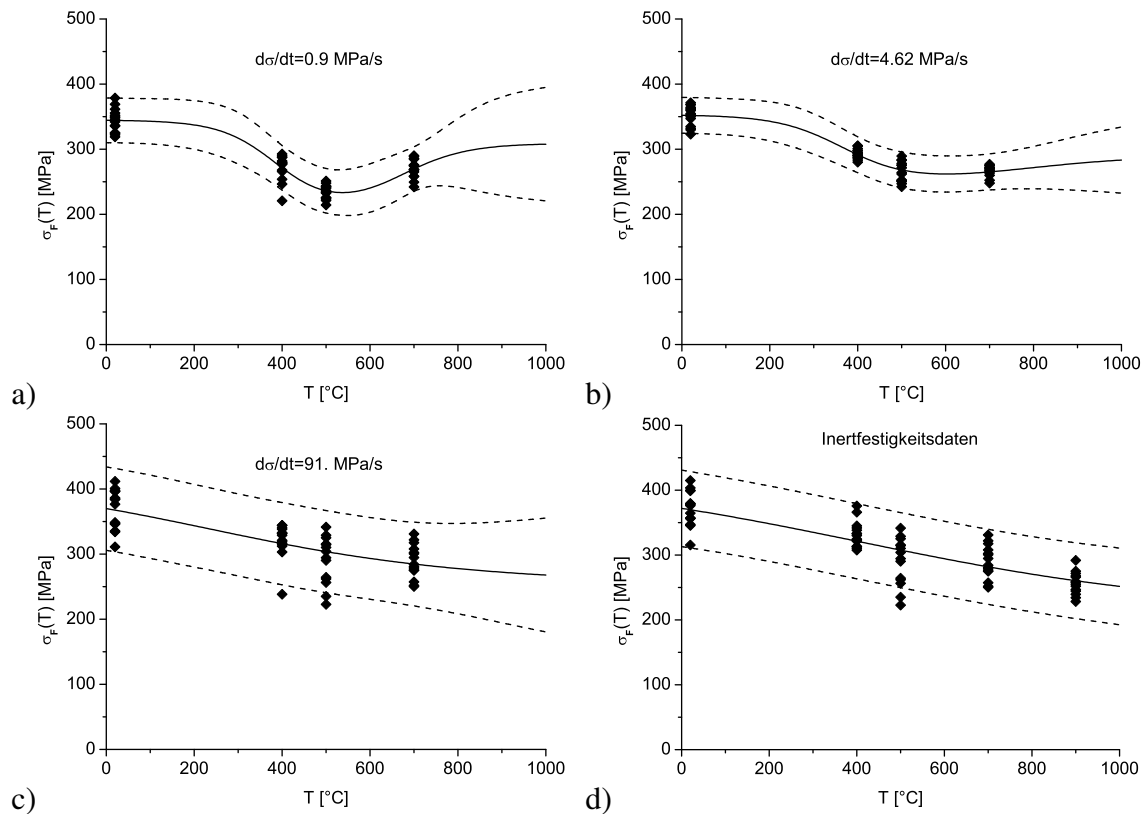 500
400
300
200
100
0
σF(T) [MPa]
dσ/dt=0.9 MPa/s
0 200 400 600 800 1000
T [°C]
a)
500
400
300
200
100
0
σF(T) [MPa]
dσ/dt=4.62 MPa/s
0 200 400 600 800 1000
T [°C]
b)
500
400
300
200
100
0
σF(T) [MPa]
dσ/dt=91. MPa/s
0 200 400 600 800 1000
T [°C]
c)
500
400
300
200
100
0
σF(T) [MPa]
Inertfestigkeitsdaten
0 200 400 600 800 1000
T [°C]
d)